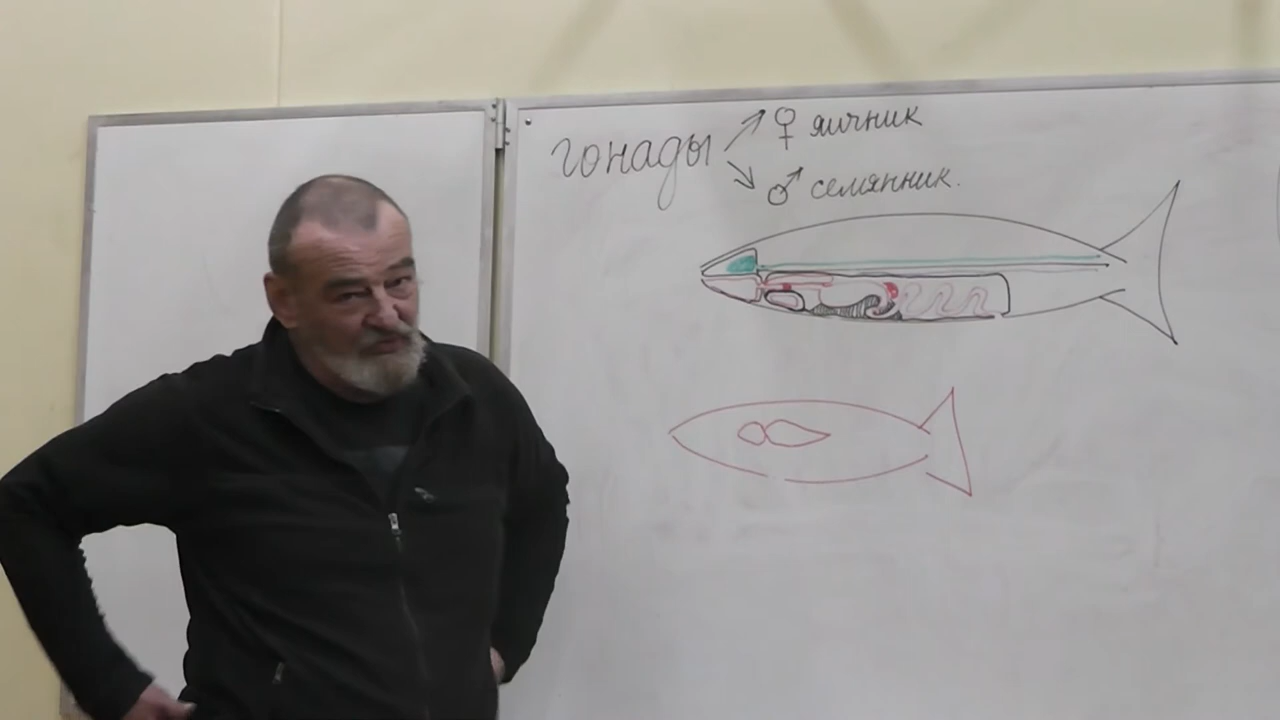 гонады ♀ яичник
♂ семянник.